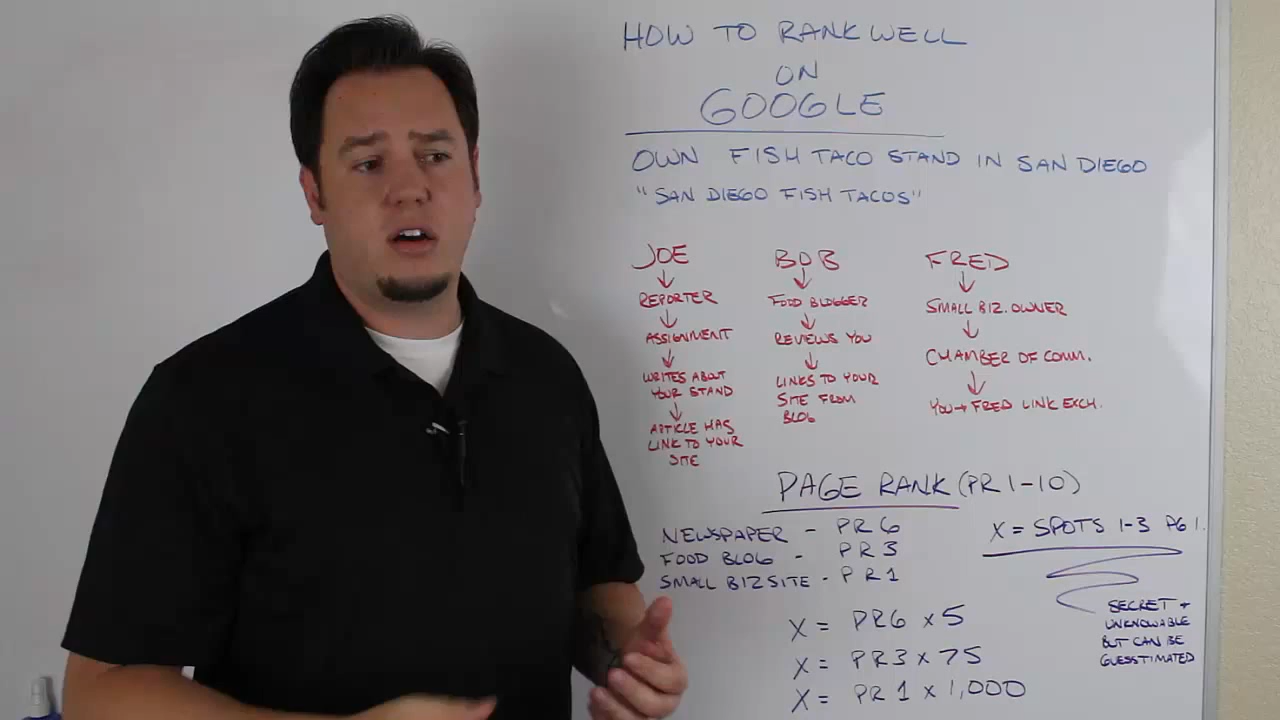 HOW TO RANK WELL
ON
GOOGLE
OWN FISH TACO STAND IN SAN DIEGO
"SAN DIEGO FISH TACOS"
JOE
↓
REPORTER
↓
ASSIGNMENT
↓
WRITES ABOUT
YOUR STAND
↓
ARTICLE HAS
LINK TO YOUR
SITE
BOB
↓
FOOD BLOGGER
↓
REVIEWS YOU
↓
LINKS TO YOUR
SITE FROM
BLOG
FRED
↓
SMALL BIZ. OWNER
↓
CHAMBER OF COMM.
↓
YOU → FRED LINK EXCH.
PAGE RANK (PR 1-10)
NEWSPAPER - PR 6
FOOD BLOG - PR 3
SMALL BIZ SITE - PR 1
X = SPOTS 1-3 PG 1.
SECRET +
UNKNOWABLE
BUT CAN BE
GUESSTIMATED
X = PR6 x 5
X = PR3 x 75
X = PR 1 x 1,000